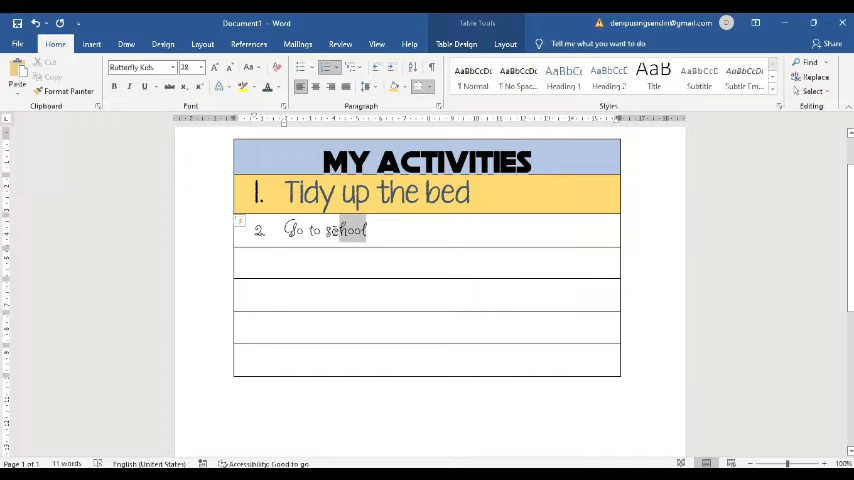 Document1 - Word
Table Tools
dempusingsendiri@gmail.com
D
File Home Insert Draw Design Layout References Mailings Review View Help Table Design Layout Tell me what you want to do Share
Paste
Cut
Copy
Format Painter
Clipboard
Butterfly Kids 28
Font
Paragraph
AaBbCcDc AaBbCcDc AaBbCc AaBbCcC AaB AaBbCcD AaBbCcDc
¶ Normal ¶ No Spac... Heading 1 Heading 2 Title Subtitle Subtle Em...
Styles
Find
Replace
Select
Editing
MY ACTIVITIES
1. Tidy up the bed
2. Go to school
Page 1 of 1 11 words English (United States) Accessibility: Good to go 100%